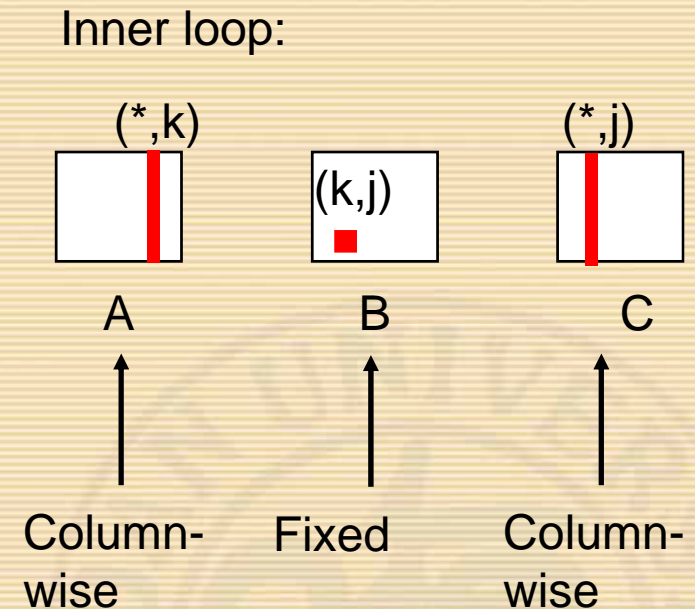 Inner loop:
(*,k)
(*,j)
(k,j)
A
B
C
Column-
wise
Fixed
Column-
wise